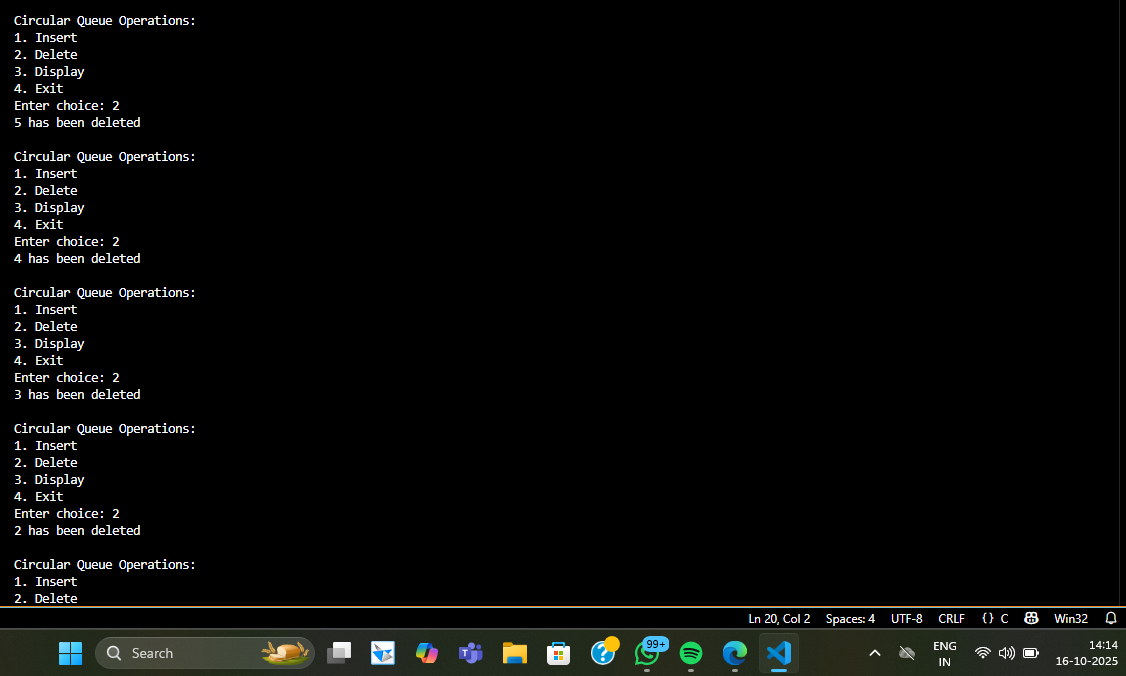 Circular Queue Operations:
1. Insert
2. Delete
3. Display
4. Exit
Enter choice: 2
5 has been deleted
Circular Queue Operations:
1. Insert
2. Delete
3. Display
4. Exit
Enter choice: 2
4 has been deleted
Circular Queue Operations:
1. Insert
2. Delete
3. Display
4. Exit
Enter choice: 2
3 has been deleted
Circular Queue Operations:
1. Insert
2. Delete
3. Display
4. Exit
Enter choice: 2
2 has been deleted
Circular Queue Operations:
1. Insert
2. Delete
Ln 20, Col 2 Spaces: 4 UTF-8 CRLF {} C Win32
Search
99+
ENG
IN
14:14
16-10-2025